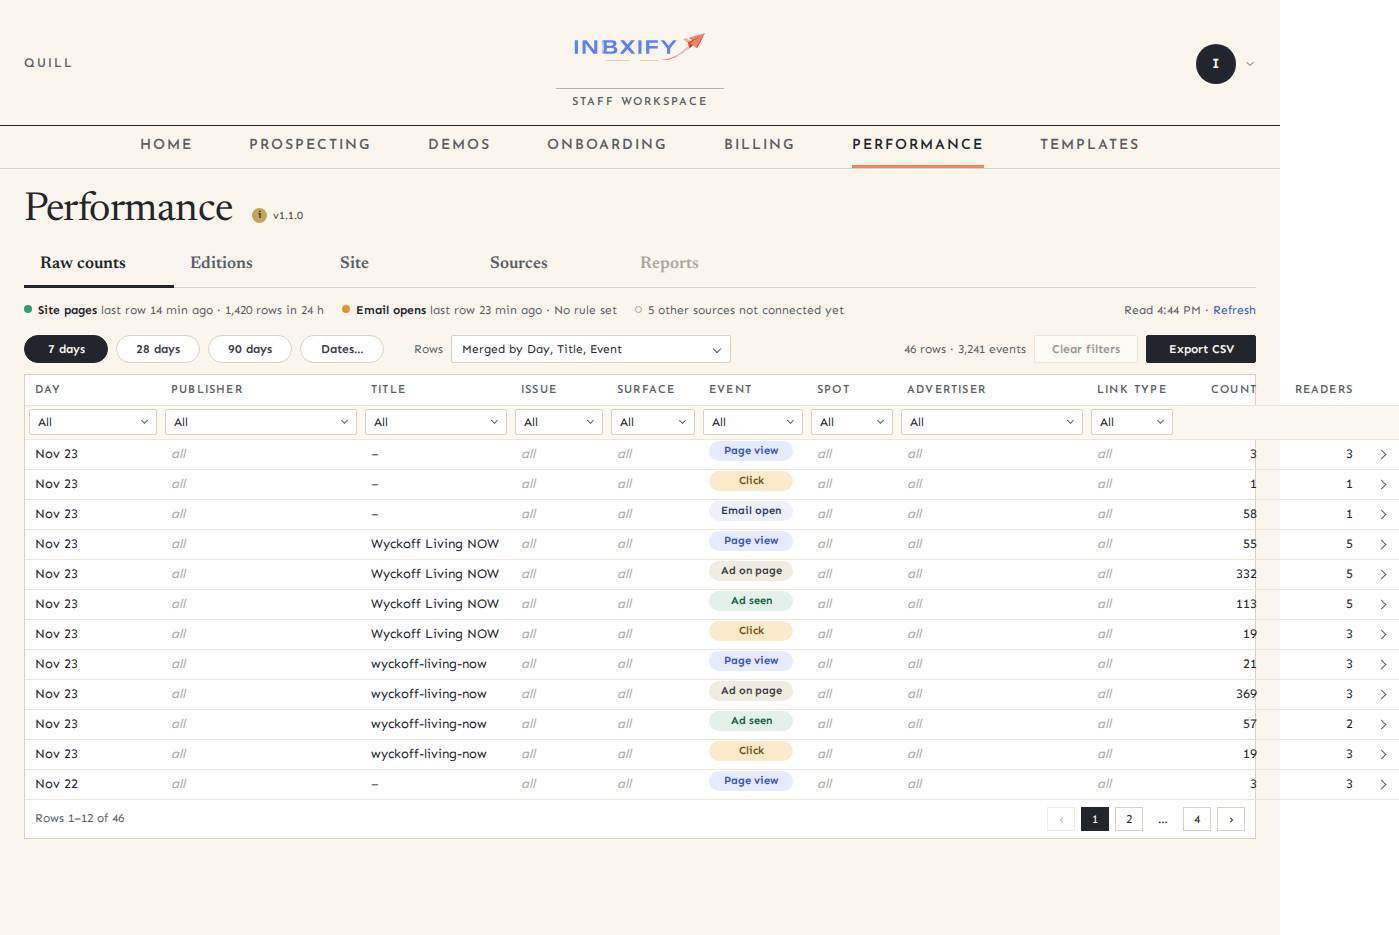 QUILL
INBXIFY
STAFF WORKSPACE
I
HOME PROSPECTING DEMOS ONBOARDING BILLING PERFORMANCE TEMPLATES
Performance i v1.1.0
Raw counts Editions Site Sources Reports
Site pages last row 14 min ago · 1,420 rows in 24 h Email opens last row 23 min ago · No rule set 5 other sources not connected yet Read 4:44 PM · Refresh
7 days 28 days 90 days Dates... Rows Merged by Day, Title, Event 46 rows · 3,241 events Clear filters Export CSV
DAY PUBLISHER TITLE ISSUE SURFACE EVENT SPOT ADVERTISER LINK TYPE COUNT READERS
All All All All All All All All All
Nov 23 all – all all Page view all all all 3 3
Nov 23 all – all all Click all all all 1 1
Nov 23 all – all all Email open all all all 58 1
Nov 23 all Wyckoff Living NOW all all Page view all all all 55 5
Nov 23 all Wyckoff Living NOW all all Ad on page all all all 332 5
Nov 23 all Wyckoff Living NOW all all Ad seen all all all 113 5
Nov 23 all Wyckoff Living NOW all all Click all all all 19 3
Nov 23 all wyckoff-living-now all all Page view all all all 21 3
Nov 23 all wyckoff-living-now all all Ad on page all all all 369 3
Nov 23 all wyckoff-living-now all all Ad seen all all all 57 2
Nov 23 all wyckoff-living-now all all Click all all all 19 3
Nov 22 all – all all Page view all all all 3 3
Rows 1–12 of 46 ‹ 1 2 ... 4 ›